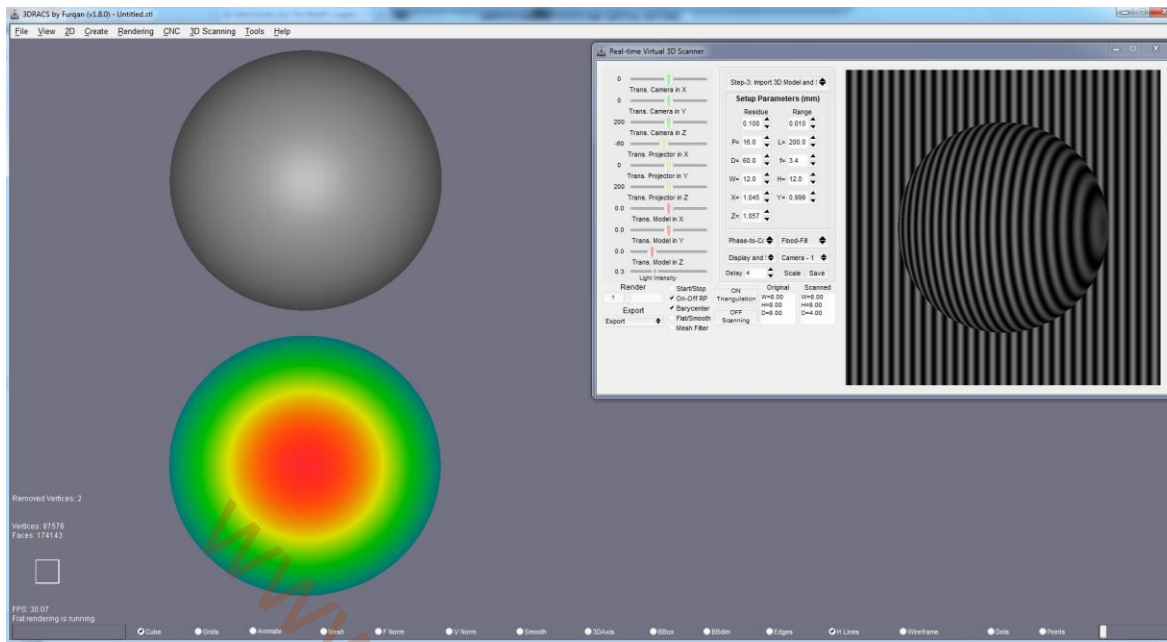 3DRACS by Furqan (v1.8.0) - Untitled.stl
File View 2D Create Rendering CNC 3D Scanning Tools Help
Real-time Virtual 3D Scanner
0
Trans. Camera in X
0
Trans. Camera in Y
200
Trans. Camera in Z
-60
Trans. Projector in X
0
Trans. Projector in Y
200
Trans. Projector in Z
0.0
Trans. Model in X
0.0
Trans. Model in Y
0.0
Trans. Model in Z
0.3
Light Intensity
Render
1
Export
Export
Start/Stop
On-Off RP
Barycenter
Flat/Smooth
Mesh Filter
Step-3: Import 3D Model and
Setup Parameters (mm)
Residue Range
0.100 0.010
P= 16.0 L= 200.0
D= 60.0 f= 3.4
W= 12.0 H= 12.0
X= 1.045 Y= 0.999
Z= 1.057
Phase-to-Co Flood-Fill
Display and Camera - 1
Delay 4 Scale Save
ON
Triangulation
OFF
Scanning
Original Scanned
W=8.00 W=8.00
H=8.00 H=8.00
D=8.00 D=4.00
Removed Vertices: 2
Vertices: 87576
Faces: 174143
FPS: 30.07
Flat rendering is running.
Cube Grids Animate Mesh F Norm V Norm Smooth 3DAxis BBox BBdim Edges H Lines Wireframe Dots Points